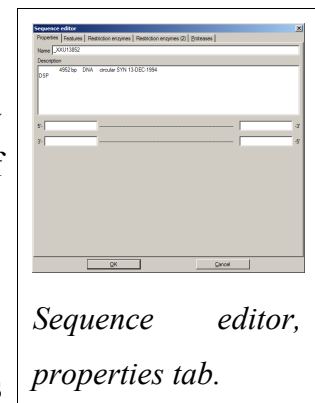 Sequence editor
Properties Features Restriction enzymes Restriction enzymes (2) Proteases
Name _XXU13852
Description
4952 bp DNA circular SYN 13-DEC-1994
DSP
5'- -3'
3'- -5'
OK Cancel
f
Sequence editor,
properties tab.